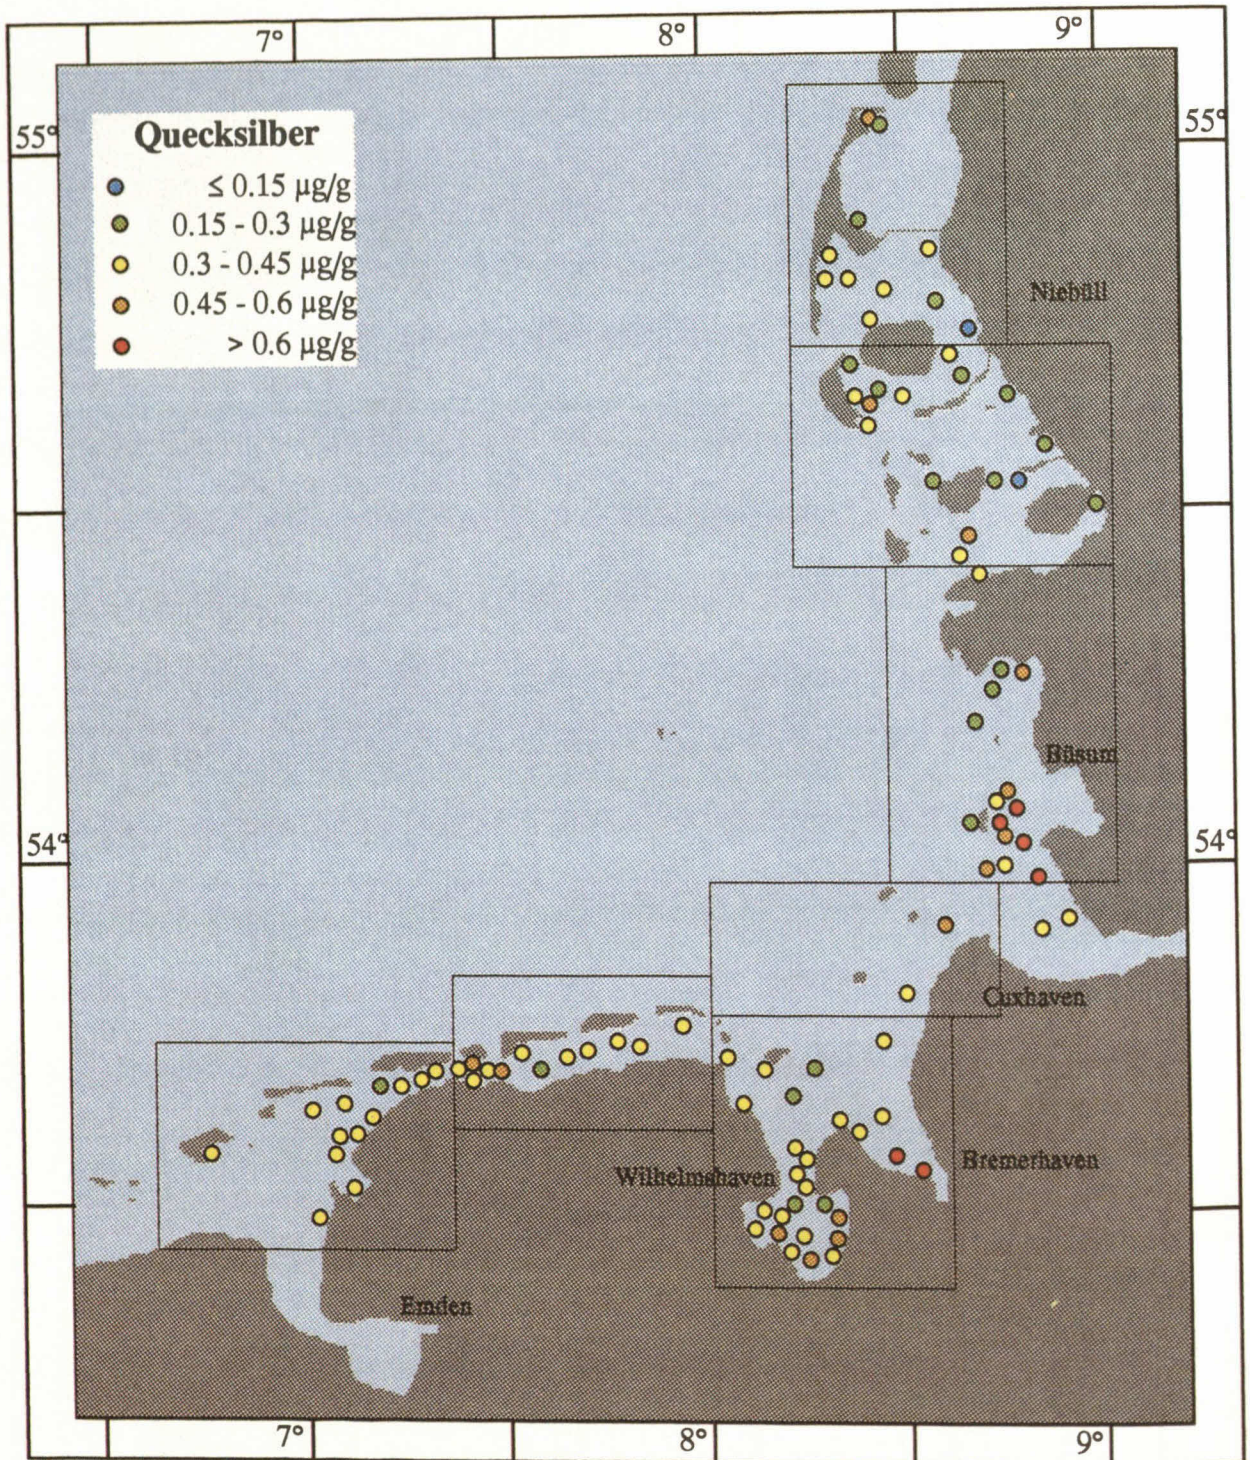 7° 8° 9°
55° 55°
Quecksilber
≤ 0.15 µg/g
0.15 - 0.3 µg/g
0.3 - 0.45 µg/g
0.45 - 0.6 µg/g
> 0.6 µg/g
Niebüll
Büsum
54° 54°
Cuxhaven
Bremerhaven
Wilhelmshaven
Emden
7° 8° 9°